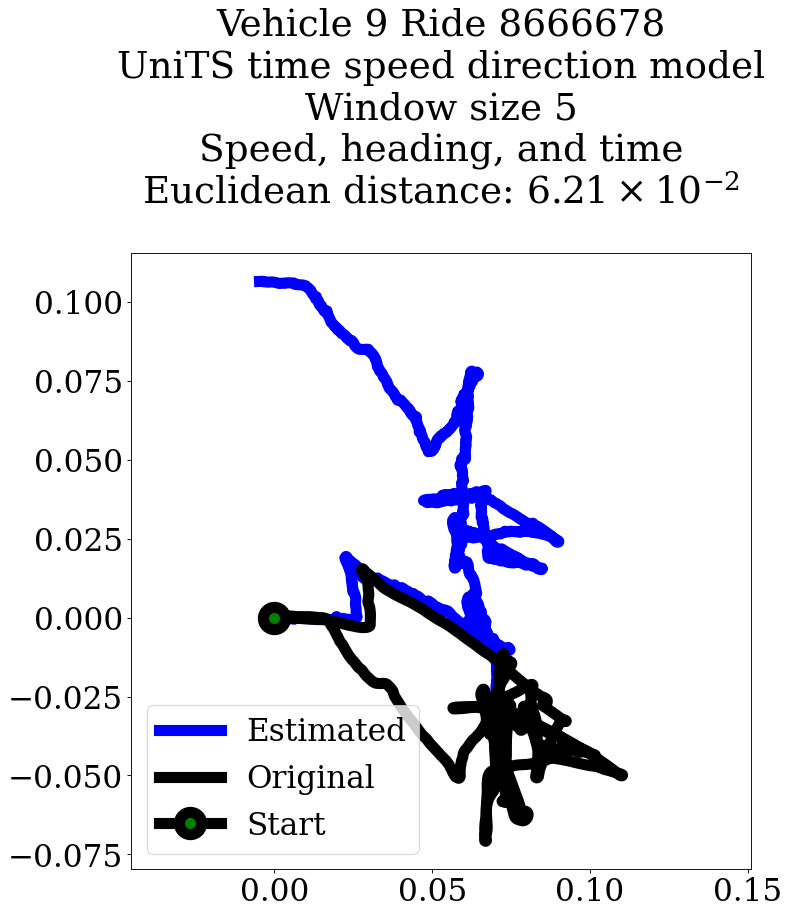 Vehicle 9 Ride 8666678
UniTS time speed direction model
Window size 5
Speed, heading, and time
Euclidean distance: 6.21 × 10⁻²
0.100
0.075
0.050
0.025
0.000
−0.025
−0.050
−0.075
Estimated
Original
Start
0.00 0.05 0.10 0.15